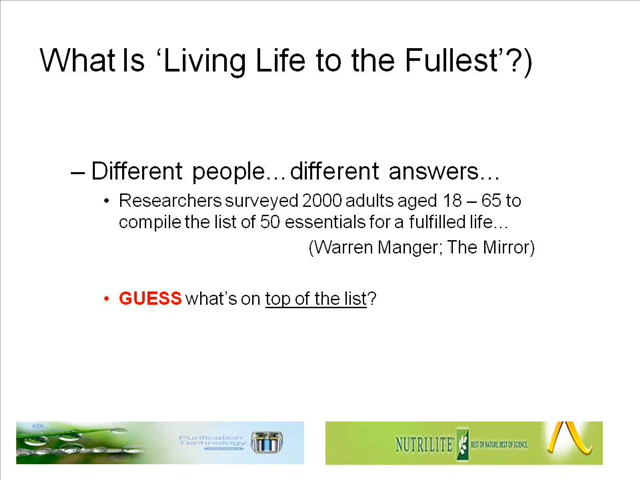 What Is ‘Living Life to the Fullest’?)
– Different people… different answers…
• Researchers surveyed 2000 adults aged 18 – 65 to
compile the list of 50 essentials for a fulfilled life…
(Warren Manger; The Mirror)
• GUESS what’s on top of the list?
Purification
Technology
NUTRILITE
BEST OF NATURE. BEST OF SCIENCE.